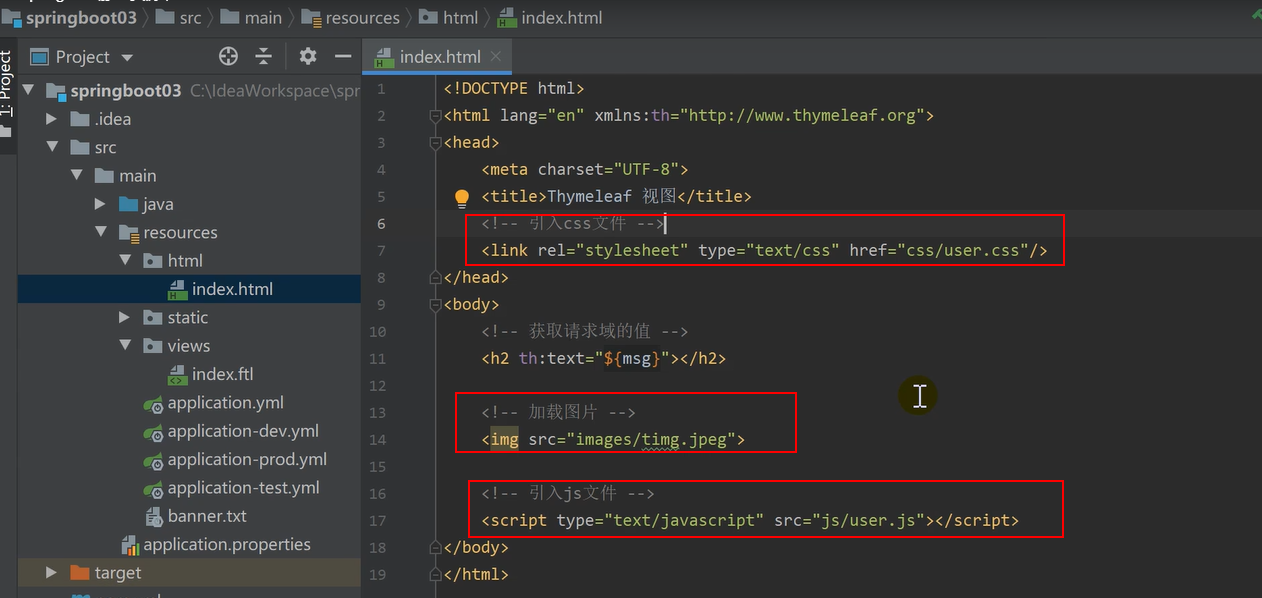 springboot03 src main resources html index.html
Project
index.html
1: Project
springboot03 C:\IdeaWorkspace\spr
.idea
src
main
java
resources
html
index.html
static
views
index.ftl
application.yml
application-dev.yml
application-prod.yml
application-test.yml
banner.txt
application.properties
target
1 <!DOCTYPE html>
2 <html lang="en" xmlns:th="http://www.thymeleaf.org">
3 <head>
4 <meta charset="UTF-8">
5 <title>Thymeleaf 视图</title>
6 <!-- 引入css文件 -->
7 <link rel="stylesheet" type="text/css" href="css/user.css"/>
8 </head>
9 <body>
10 <!-- 获取请求域的值 -->
11 <h2 th:text="${msg}"></h2>
12
13 <!-- 加载图片 -->
14 <img src="images/timg.jpeg">
15
16 <!-- 引入js文件 -->
17 <script type="text/javascript" src="js/user.js"></script>
18 </body>
19 </html>